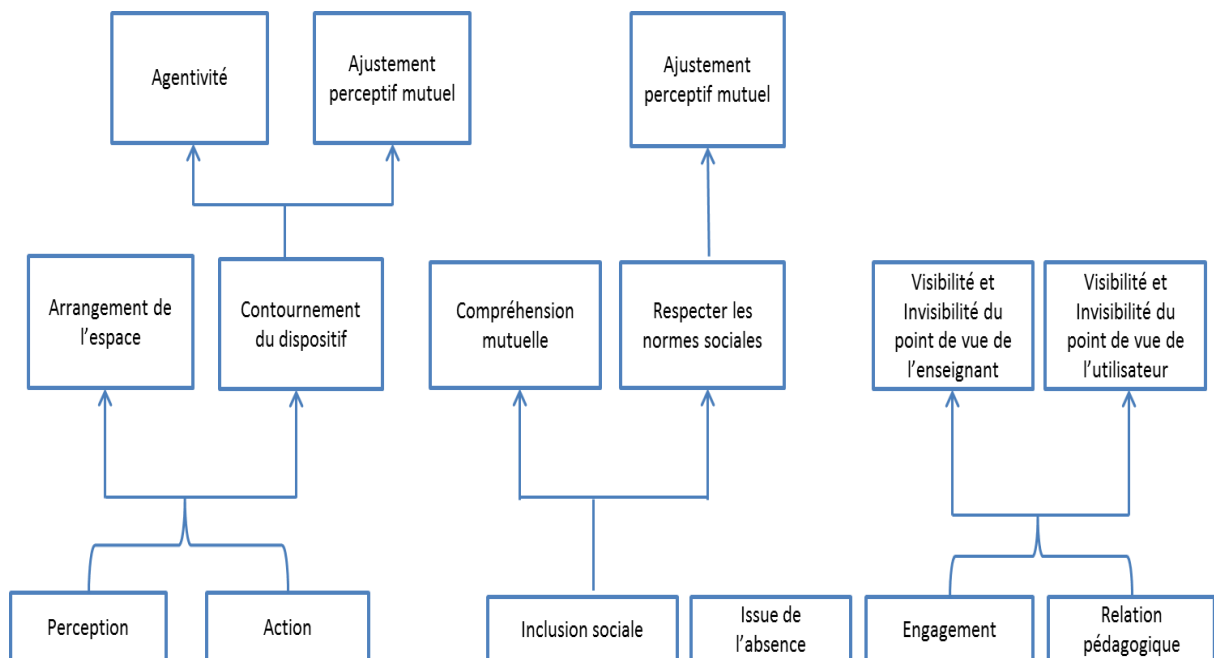 Agentivité
Ajustement
perceptif mutuel
Ajustement
perceptif mutuel
Arrangement de
l'espace
Contournement
du dispositif
Compréhension
mutuelle
Respecter les
normes sociales
Visibilité et
Invisibilité du
point de vue de
l'enseignant
Visibilité et
Invisibilité du
point de vue de
l'utilisateur
Perception
Action
Inclusion sociale
Issue de
l'absence
Engagement
Relation
pédagogique